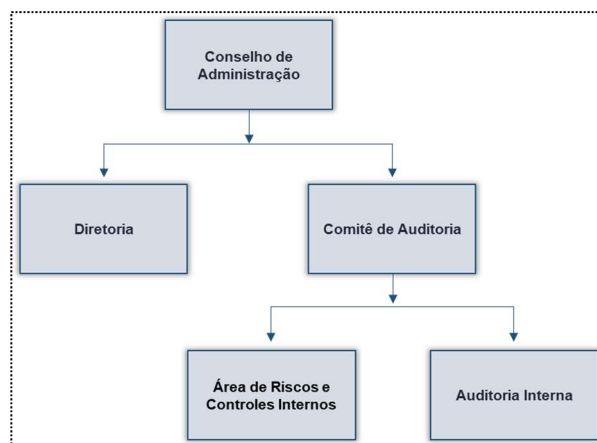 Conselho de
Administração
Diretoria
Comitê de Auditoria
Área de Riscos e
Controles Internos
Auditoria Interna